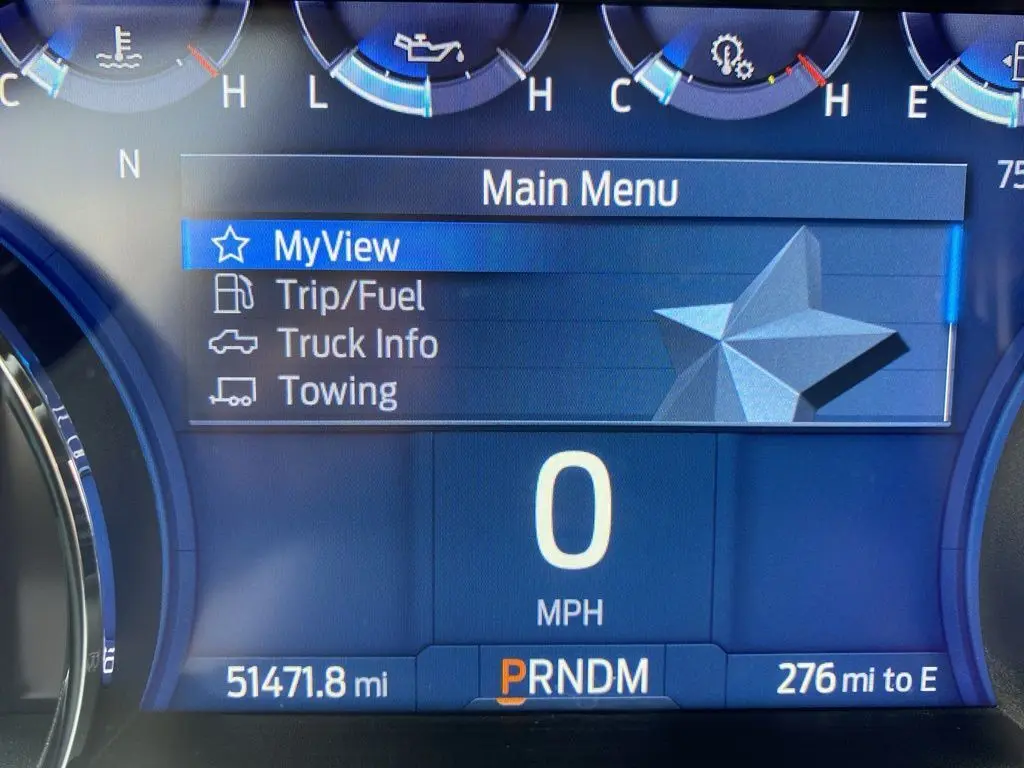 C H L H C H E
N
75
Main Menu
MyView
Trip/Fuel
Truck Info
Towing
0
MPH
51471.8 mi
PRNDM
276 mi to E